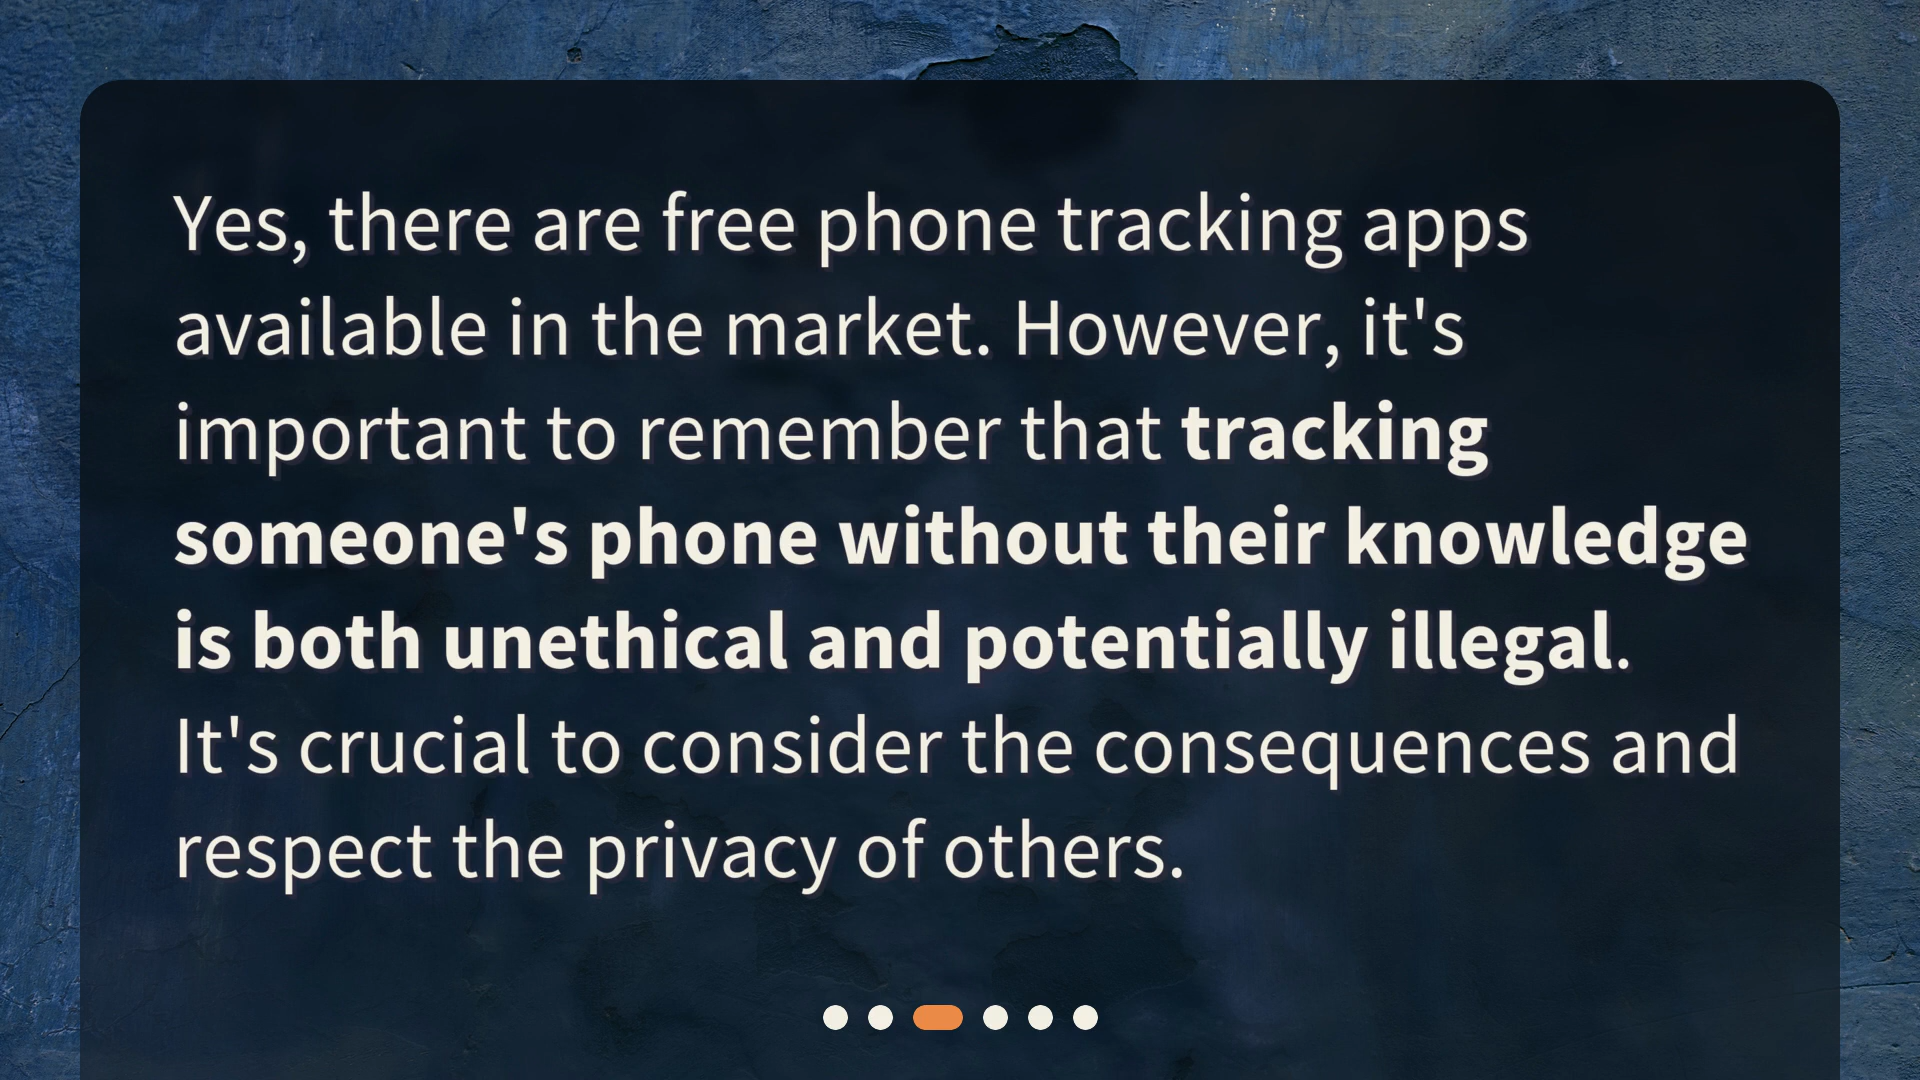 Yes, there are free phone tracking apps
available in the market. However, it's
important to remember that tracking
someone's phone without their knowledge
is both unethical and potentially illegal.
It's crucial to consider the consequences and
respect the privacy of others.